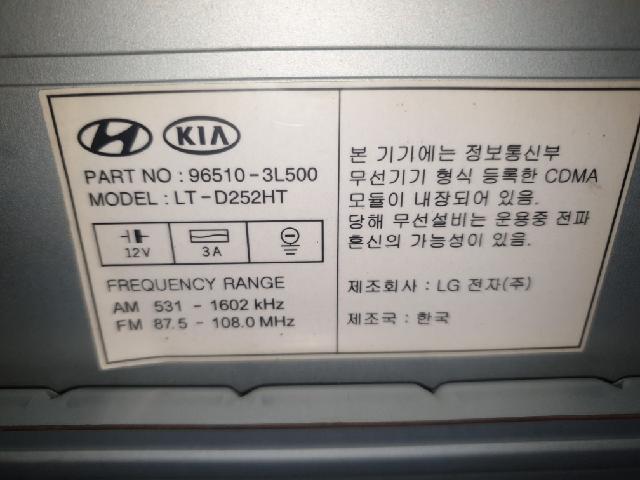 KIA
PART NO : 96510-3L500
MODEL : LT-D252HT
12V
3A
FREQUENCY RANGE
AM 531 - 1602 kHz
FM 87.5 - 108.0 MHz
본 기기에는 정보통신부
무선기기 형식 등록한 CDMA
모듈이 내장되어 있음.
당해 무선설비는 운용중 전파
혼신의 가능성이 있음.
제조회사 : LG 전자(주)
제조국 : 한국